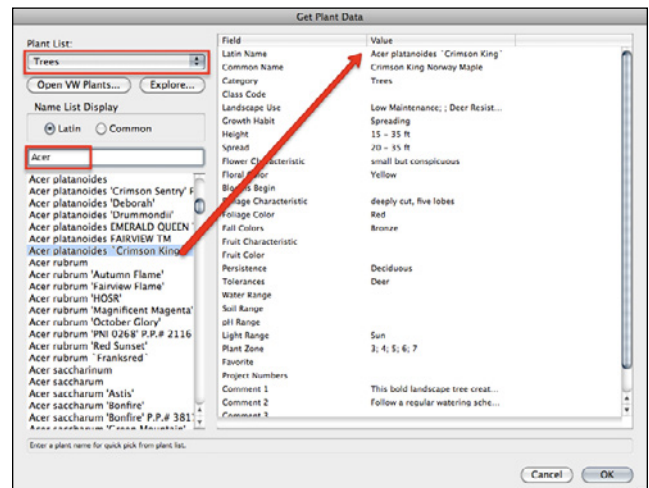 Get Plant Data
Plant List:
Trees
Open VW Plants...
Explore...
Name List Display
Latin
Common
Acer
Acer platanoides
Acer platanoides 'Crimson Sentry' P
Acer platanoides 'Deborah'
Acer platanoides 'Drummondii'
Acer platanoides EMERALD QUEEN
Acer platanoides FAIRVIEW TM
Acer platanoides `Crimson King`
Acer rubrum
Acer rubrum 'Autumn Flame'
Acer rubrum 'Fairview Flame'
Acer rubrum 'HOSR'
Acer rubrum 'Magnificent Magenta'
Acer rubrum 'October Glory'
Acer rubrum 'PNI 0268' P.P.# 2116
Acer rubrum 'Red Sunset'
Acer rubrum `Franksred`
Acer saccharinum
Acer saccharum
Acer saccharum 'Astis'
Acer saccharum 'Bonfire'
Acer saccharum 'Bonfire' P.P.# 381
Acer saccharum 'Green Mountain'
Field Value
Latin Name Acer platanoides `Crimson King`
Common Name Crimson King Norway Maple
Category Trees
Class Code
Landscape Use Low Maintenance; ; Deer Resist...
Growth Habit Spreading
Height 15 - 35 ft
Spread 20 - 35 ft
Flower Characteristic small but conspicuous
Floral Color Yellow
Blooms Begin
Foliage Characteristic deeply cut, five lobes
Foliage Color Red
Fall Colors Bronze
Fruit Characteristic
Fruit Color
Persistence Deciduous
Tolerances Deer
Water Range
Soil Range
pH Range
Light Range Sun
Plant Zone 3; 4; 5; 6; 7
Favorite
Project Numbers
Comment 1 This bold landscape tree creat...
Comment 2 Follow a regular watering sche...
Comment 3
Enter a plant name for quick pick from plant list.
Cancel
OK